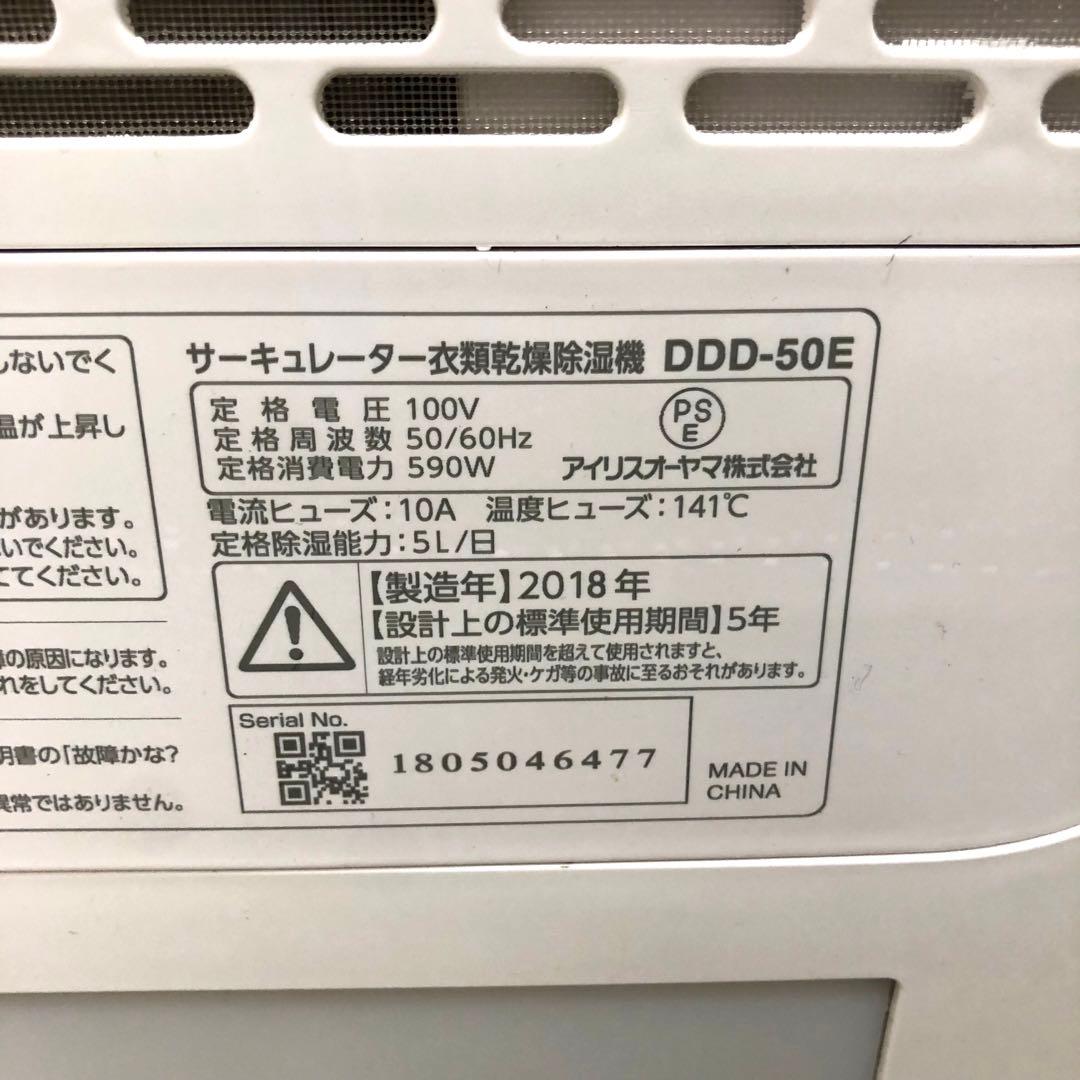 しないでく
温が上昇し
があります。
いでください。
ててください。
の原因になります。
れをしてください。
明書の「故障かな?
異常ではありません。
サーキュレーター衣類乾燥除湿機 DDD-50E
定格電圧 100V
定格周波数 50/60Hz
定格消費電力 590W
PS
E
アイリスオーヤマ株式会社
電流ヒューズ:10A 温度ヒューズ:141℃
定格除湿能力:5L/日
【製造年】2018年
【設計上の標準使用期間】5年
設計上の標準使用期間を超えて使用されますと、
経年劣化による発火・ケガ等の事故に至るおそれがあります。
Serial No.
1805046477
MADE IN
CHINA